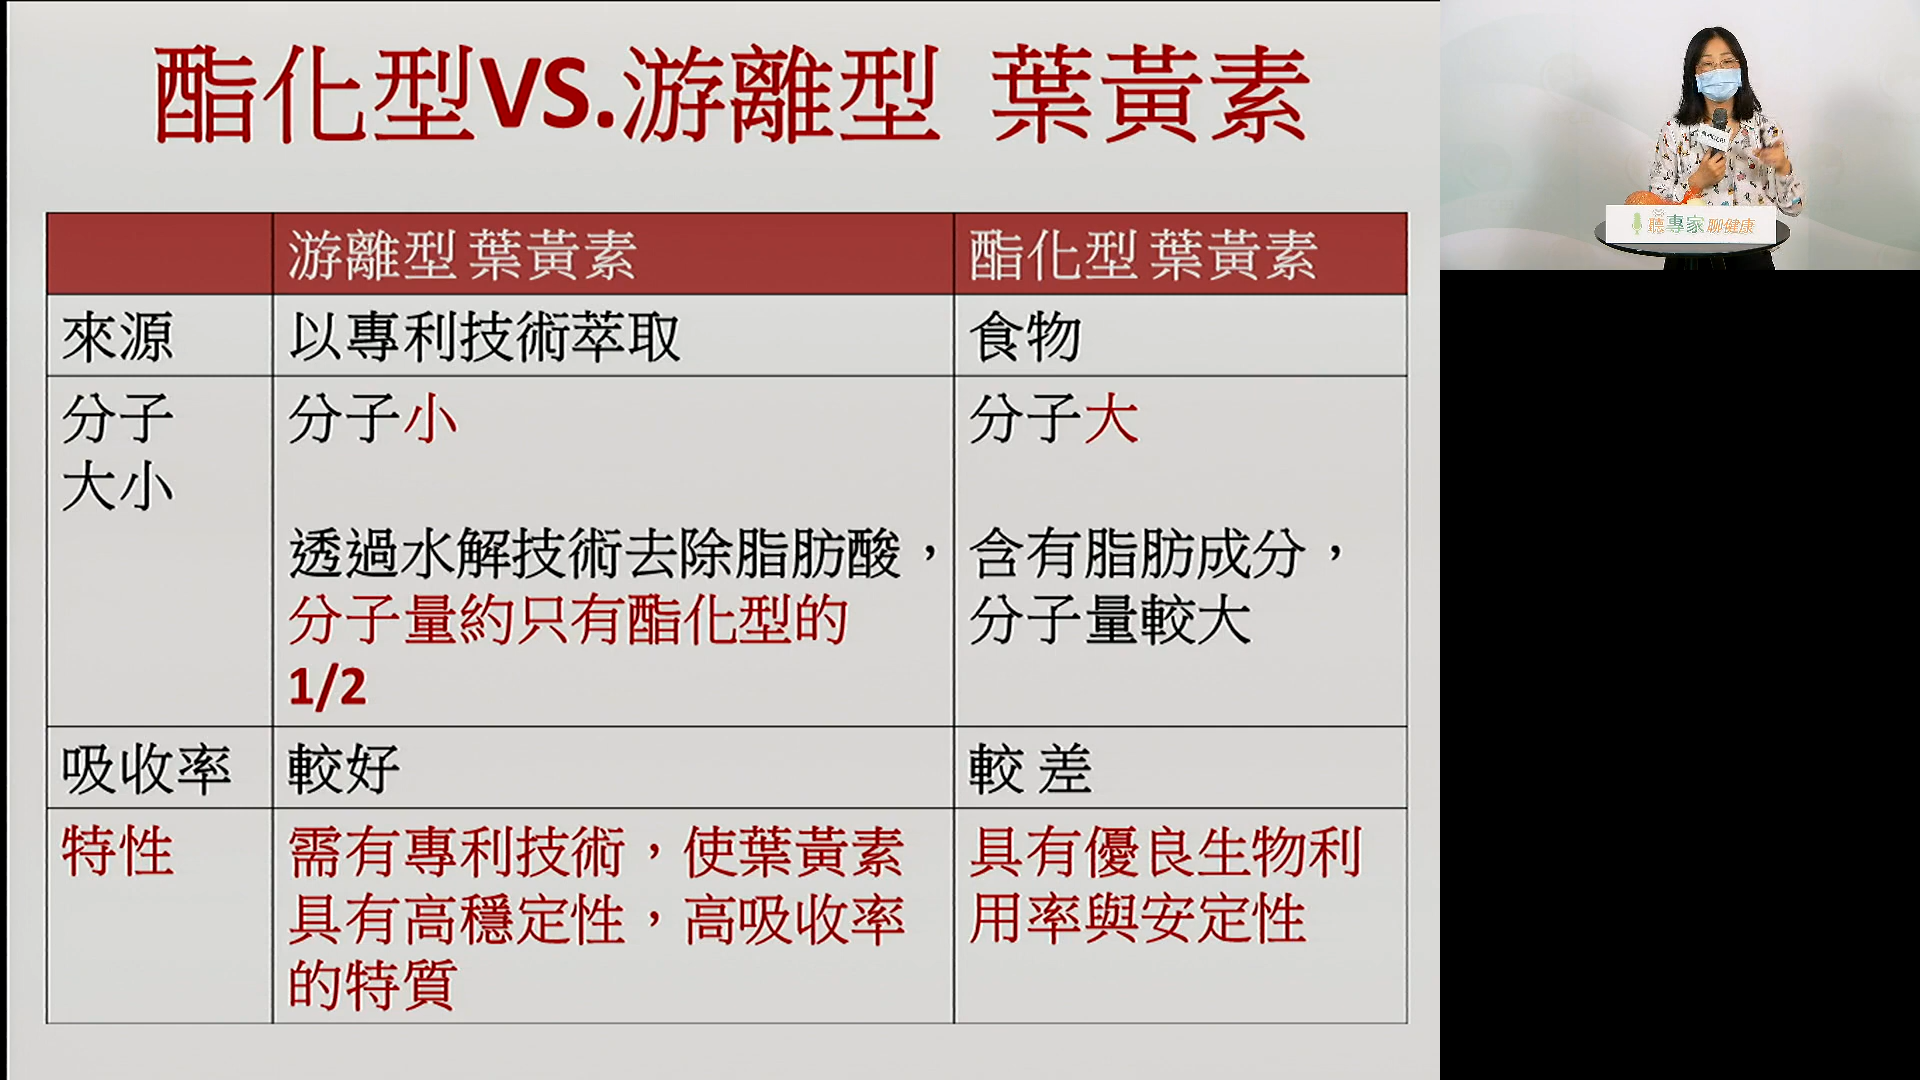 酯化型VS.游離型 葉黃素
游離型 葉黃素
酯化型 葉黃素
來源
以專利技術萃取
食物
分子
大小
分子小
透過水解技術去除脂肪酸，
分子量約只有酯化型的
1/2
分子大
含有脂肪成分，
分子量較大
吸收率
較好
較 差
特性
需有專利技術，使葉黃素
具有高穩定性，高吸收率
的特質
具有優良生物利
用率與安定性
聽專家聊健康